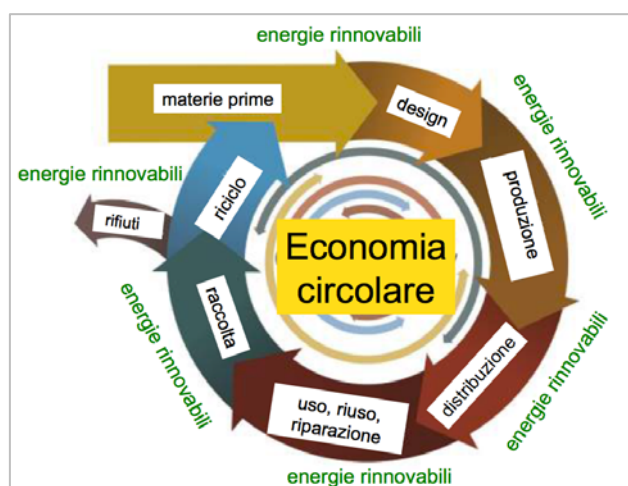 energie rinnovabili
materie prime
design
energie rinnovabili
produzione
energie rinnovabili
distribuzione
uso, riuso,
riparazione
energie rinnovabili
raccolta
energie rinnovabili
riciclo
energie rinnovabili
rifiuti
Economia
circolare